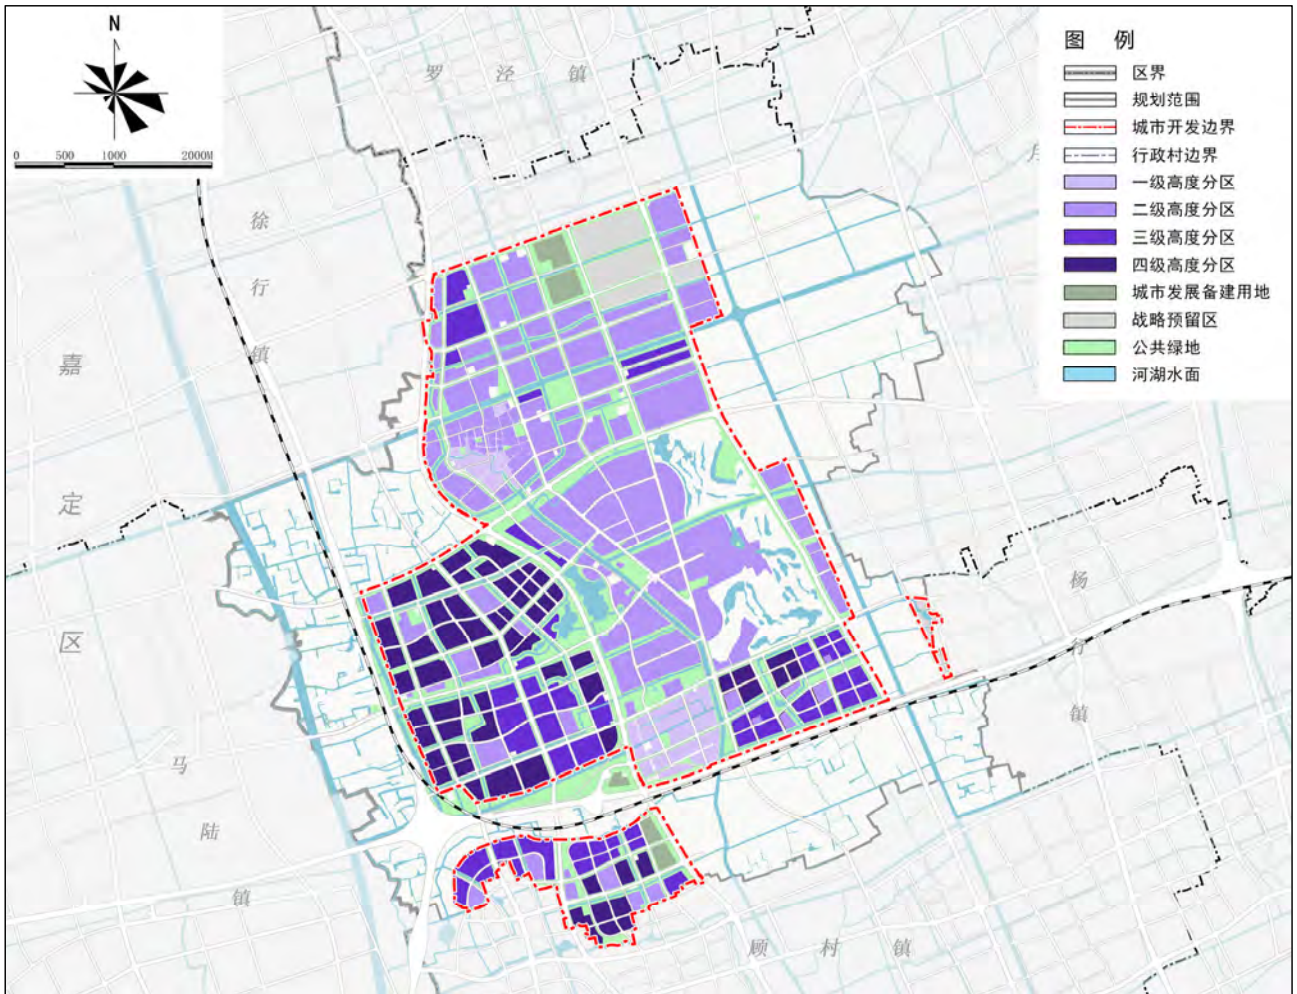 N
0 500 1000 2000M
罗泾镇
徐行镇
嘉定区
马陆镇
顾村镇
杨行镇
月
图例
区界
规划范围
城市开发边界
行政村边界
一级高度分区
二级高度分区
三级高度分区
四级高度分区
城市发展备建用地
战略预留区
公共绿地
河湖水面